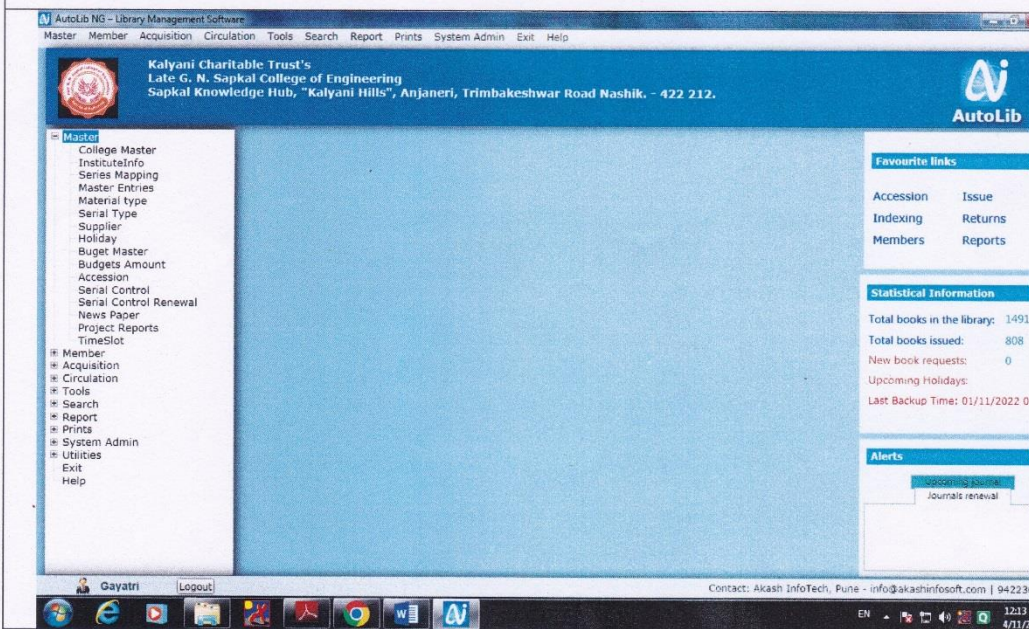 AutoLib NG – Library Management Software
Master Member Acquisition Circulation Tools Search Report Prints System Admin Exit Help
Kalyani Charitable Trust's
Late G. N. Sapkal College of Engineering
Sapkal Knowledge Hub, "Kalyani Hills", Anjaneri, Trimbakeshwar Road Nashik. - 422 212.
AutoLib
Master
College Master
InstituteInfo
Series Mapping
Master Entries
Material type
Serial Type
Supplier
Holiday
Buget Master
Budgets Amount
Accession
Serial Control
Serial Control Renewal
News Paper
Project Reports
TimeSlot
Member
Acquisition
Circulation
Tools
Search
Report
Prints
System Admin
Utilities
Exit
Help
Favourite links
Accession Issue
Indexing Returns
Members Reports
Statistical Information
Total books in the library: 1491
Total books issued: 808
New book requests: 0
Upcoming Holidays:
Last Backup Time: 01/11/2022 0
Alerts
Upcoming journal
Journals renewal
Gayatri Logout
Contact: Akash InfoTech, Pune - info@akashinfosoft.com | 94223
EN
12:13
4/11/2